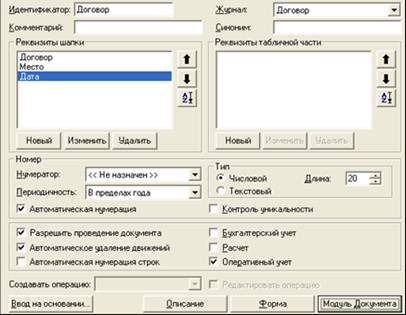 Идентификатор: Договор Журнал: Договор
Комментарий: Синоним:
Реквизиты шапки Реквизиты табличной части
Договор
Место
Дата
Новый Изменить Удалить Новый Изменить Удалить
Номер
Нумератор: << Не назначен >>
Периодичность: В пределах года
Тип
Числовой Длина: 20
Текстовый
Автоматическая нумерация Контроль уникальности
Разрешить проведение документа Бухгалтерский учет
Автоматическое удаление движений Расчет
Автоматическая нумерация строк Оперативный учет
Создавать операцию: Редактировать операцию
Ввод на основании... Описание Форма Модуль Документа